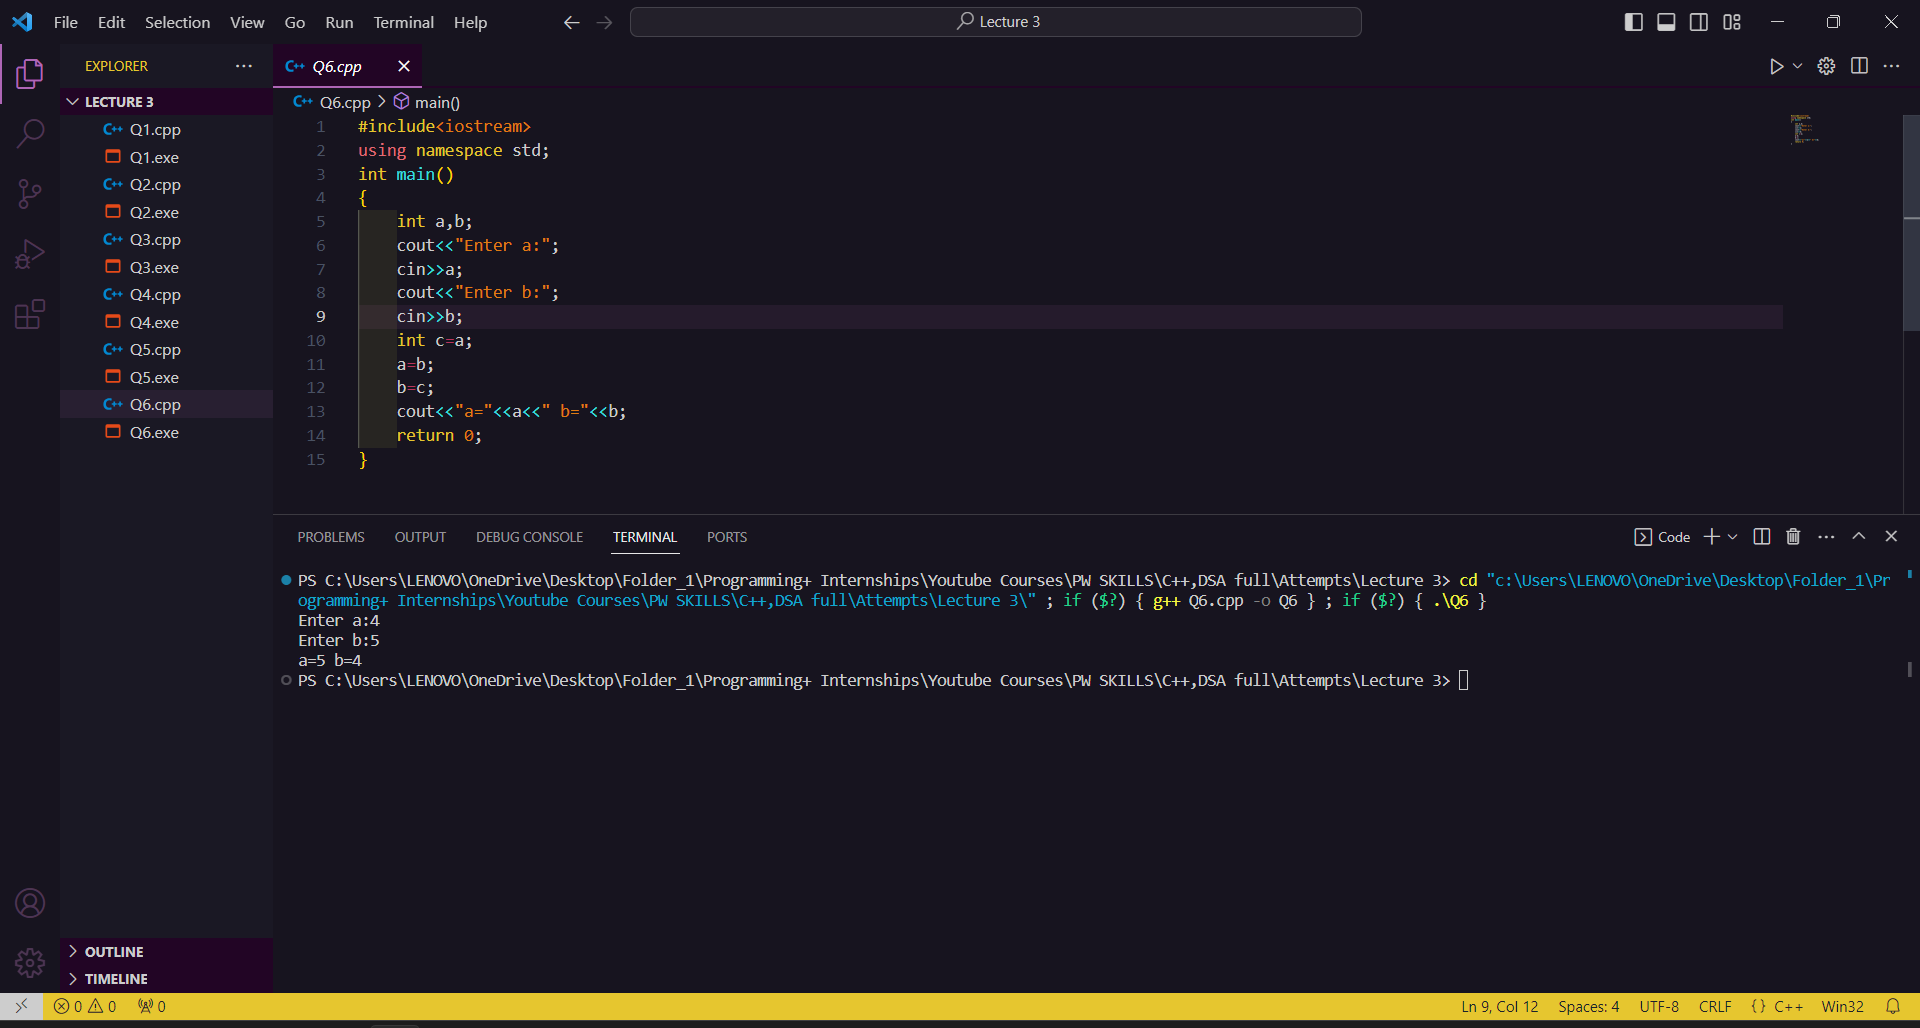 File Edit Selection View Go Run Terminal Help
Lecture 3
EXPLORER
LECTURE 3
Q1.cpp
Q1.exe
Q2.cpp
Q2.exe
Q3.cpp
Q3.exe
Q4.cpp
Q4.exe
Q5.cpp
Q5.exe
Q6.cpp
Q6.exe
OUTLINE
TIMELINE
Q6.cpp
Q6.cpp > main()
1 #include<iostream>
2 using namespace std;
3 int main()
4 {
5 int a,b;
6 cout<<"Enter a:";
7 cin>>a;
8 cout<<"Enter b:";
9 cin>>b;
10 int c=a;
11 a=b;
12 b=c;
13 cout<<"a="<<a<<" b="<<b;
14 return 0;
15 }
PROBLEMS OUTPUT DEBUG CONSOLE TERMINAL PORTS
Code
PS C:\Users\LENOVO\OneDrive\Desktop\Folder_1\Programming+ Internships\Youtube Courses\PW SKILLS\C++,DSA full\Attempts\Lecture 3> cd "c:\Users\LENOVO\OneDrive\Desktop\Folder_1\Pr
ogramming+ Internships\Youtube Courses\PW SKILLS\C++,DSA full\Attempts\Lecture 3\" ; if ($?) { g++ Q6.cpp -o Q6 } ; if ($?) { .\Q6 }
Enter a:4
Enter b:5
a=5 b=4
PS C:\Users\LENOVO\OneDrive\Desktop\Folder_1\Programming+ Internships\Youtube Courses\PW SKILLS\C++,DSA full\Attempts\Lecture 3>
0 0 0
Ln 9, Col 12 Spaces: 4 UTF-8 CRLF {} C++ Win32